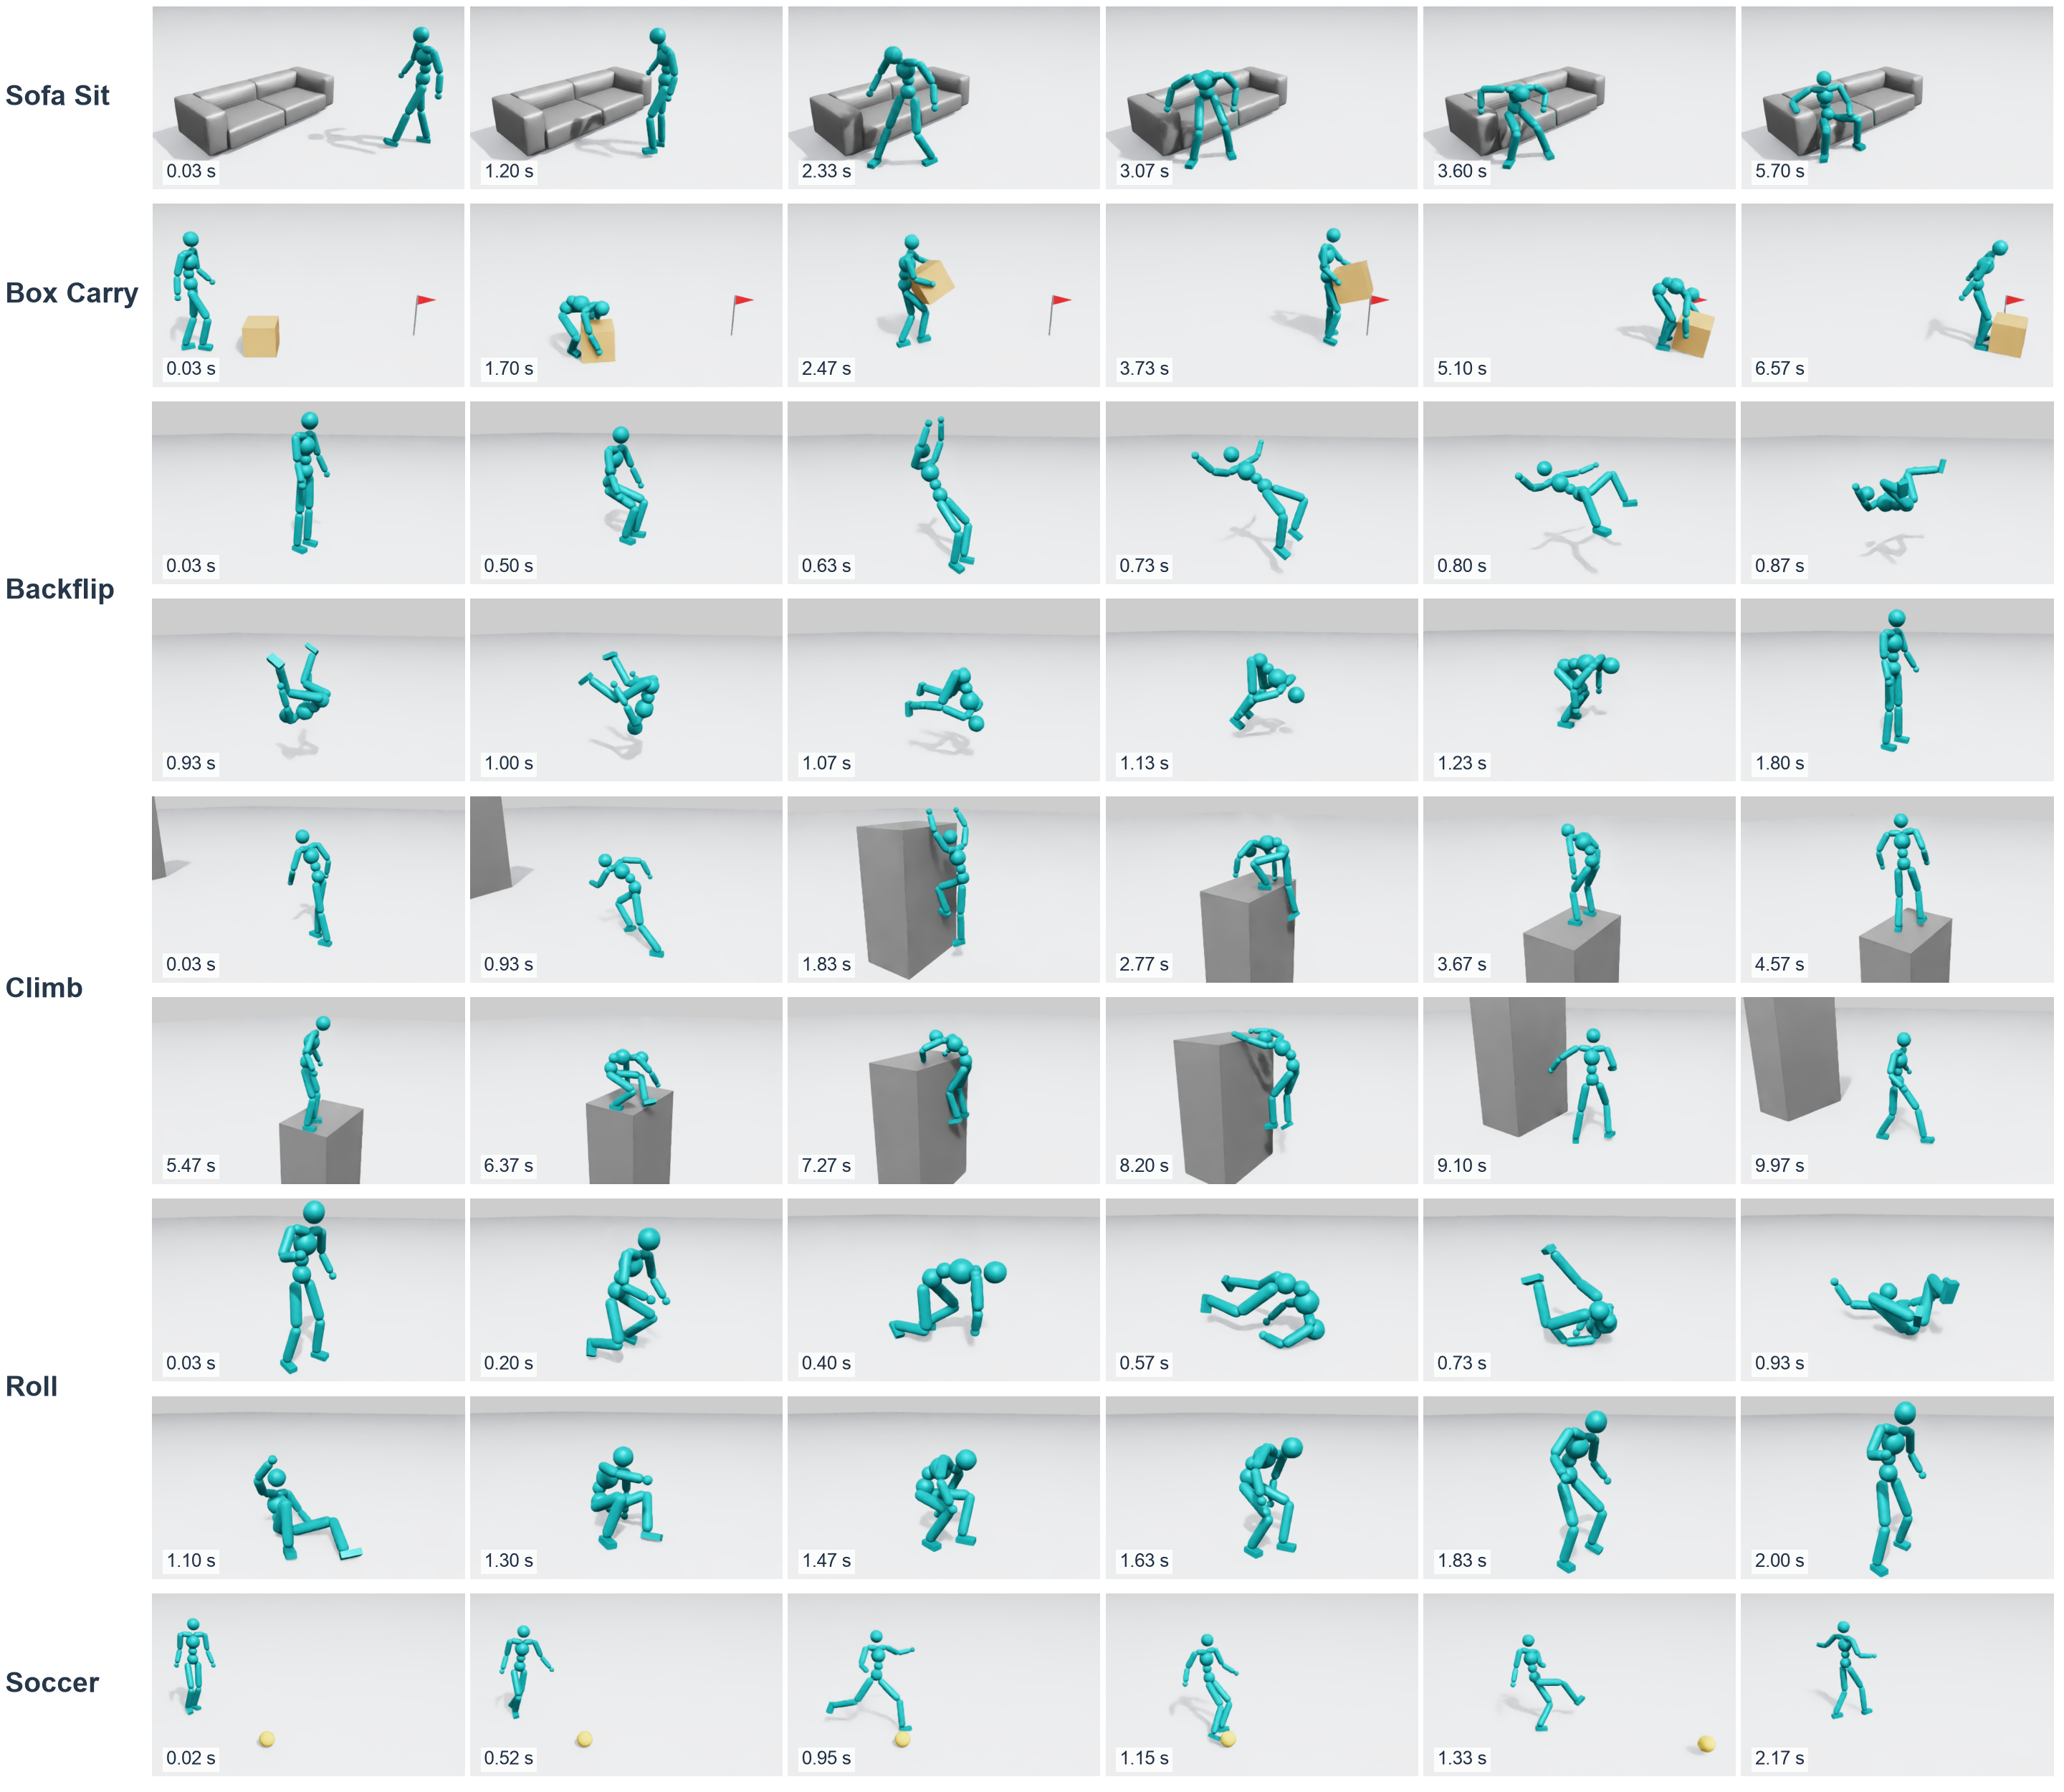 Sofa Sit
0.03 s
1.20 s
2.33 s
3.07 s
3.60 s
5.70 s
Box Carry
0.03 s
1.70 s
2.47 s
3.73 s
5.10 s
6.57 s
Backflip
0.03 s
0.50 s
0.63 s
0.73 s
0.80 s
0.87 s
0.93 s
1.00 s
1.07 s
1.13 s
1.23 s
1.80 s
Climb
0.03 s
0.93 s
1.83 s
2.77 s
3.67 s
4.57 s
5.47 s
6.37 s
7.27 s
8.20 s
9.10 s
9.97 s
Roll
0.03 s
0.20 s
0.40 s
0.57 s
0.73 s
0.93 s
1.10 s
1.30 s
1.47 s
1.63 s
1.83 s
2.00 s
Soccer
0.02 s
0.52 s
0.95 s
1.15 s
1.33 s
2.17 s